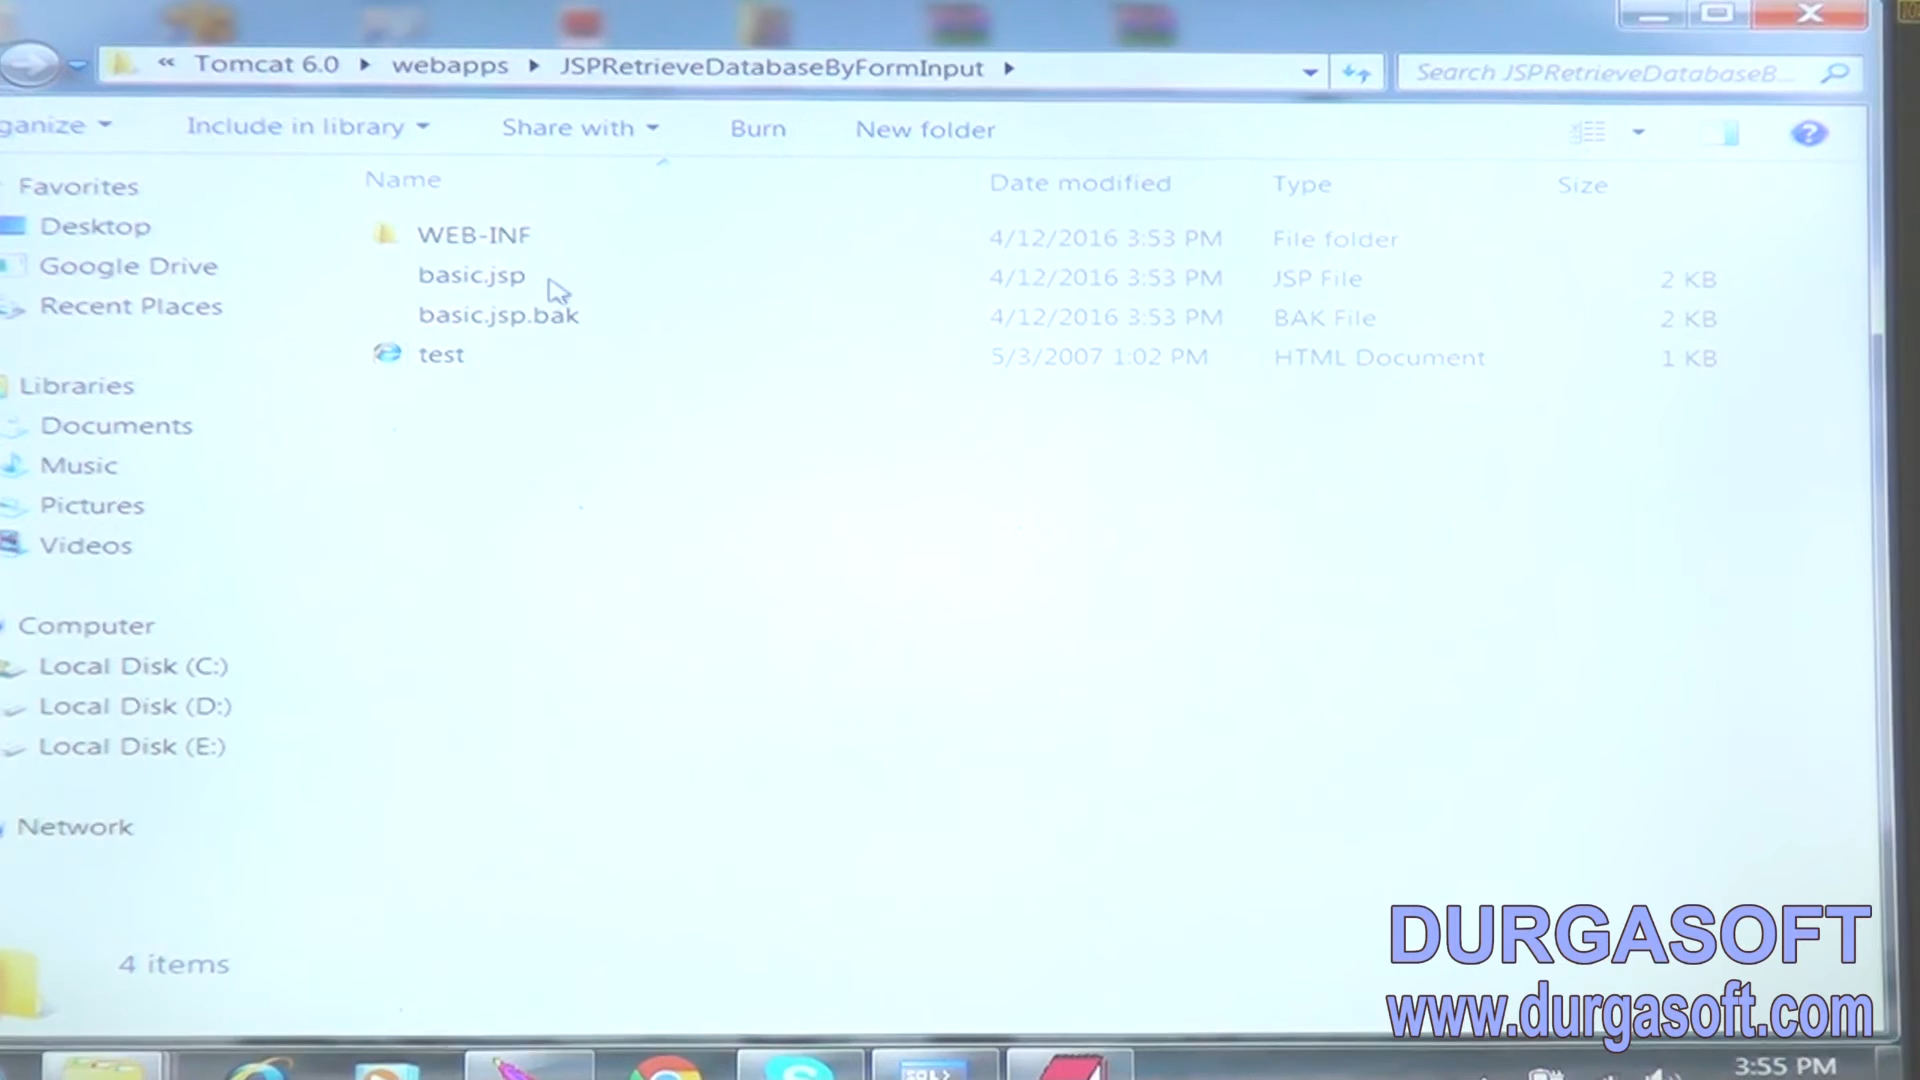 « Tomcat 6.0 ▸ webapps ▸ JSPRetrieveDatabaseByFormInput ▸
Search JSPRetrieveDatabaseB...
ganize
Include in library
Share with
Burn
New folder
Name
Date modified
Type
Size
Favorites
Desktop
Google Drive
Recent Places
Libraries
Documents
Music
Pictures
Videos
Computer
Local Disk (C:)
Local Disk (D:)
Local Disk (E:)
Network
WEB-INF 4/12/2016 3:53 PM File folder
basic.jsp 4/12/2016 3:53 PM JSP File 2 KB
basic.jsp.bak 4/12/2016 3:53 PM BAK File 2 KB
test 5/3/2007 1:02 PM HTML Document 1 KB
4 items
DURGASOFT
www.durgasoft.com
SQL>
3:55 PM